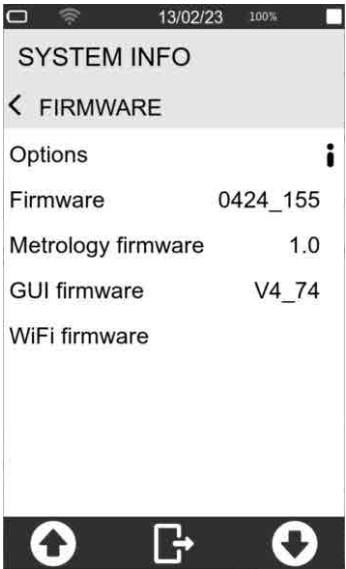 13/02/23 100%
SYSTEM INFO
FIRMWARE
Options
Firmware 0424_155
Metrology firmware 1.0
GUI firmware V4_74
WiFi firmware